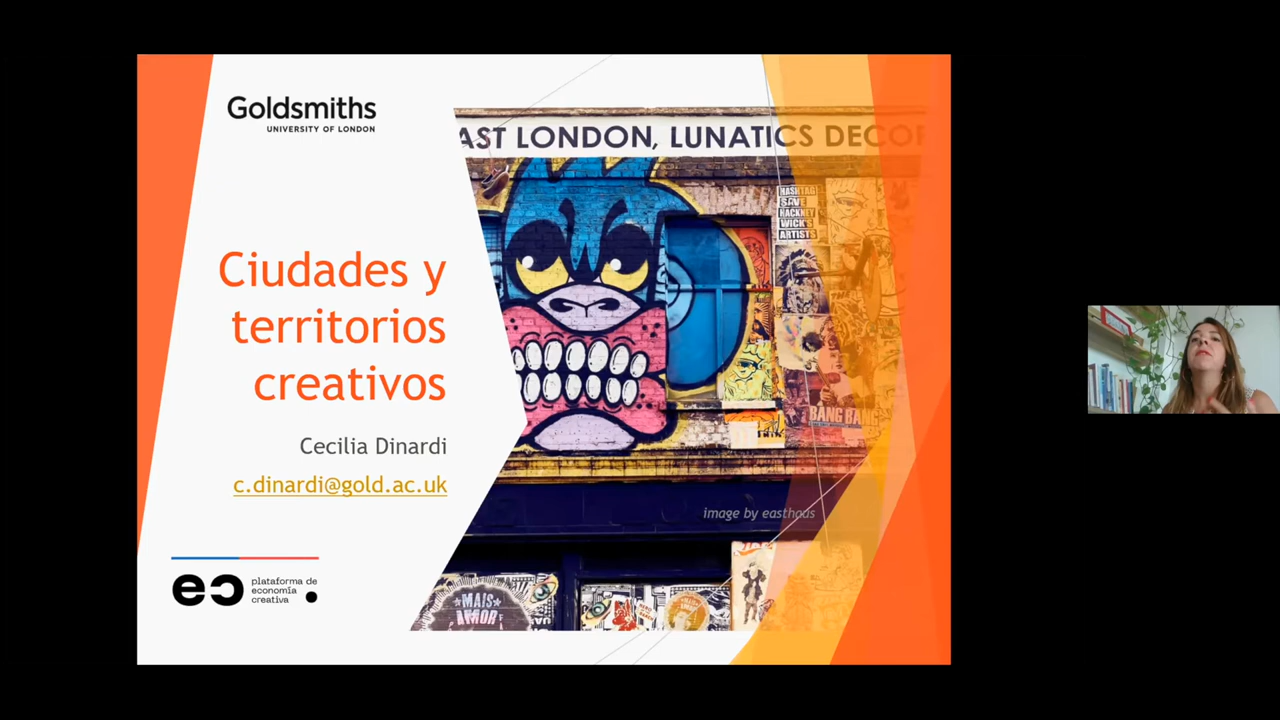 Goldsmiths
UNIVERSITY OF LONDON
AST LONDON, LUNATICS DECOR
HASHTAG
SAVE
HACKNEY
WICK'S
ARTISTS
Ciudades y
territorios
creativos
BANG BANG
Cecilia Dinardi
c.dinardi@gold.ac.uk
image by easthaus
ec plataforma de
economía
creativa
MAIS
AMOR